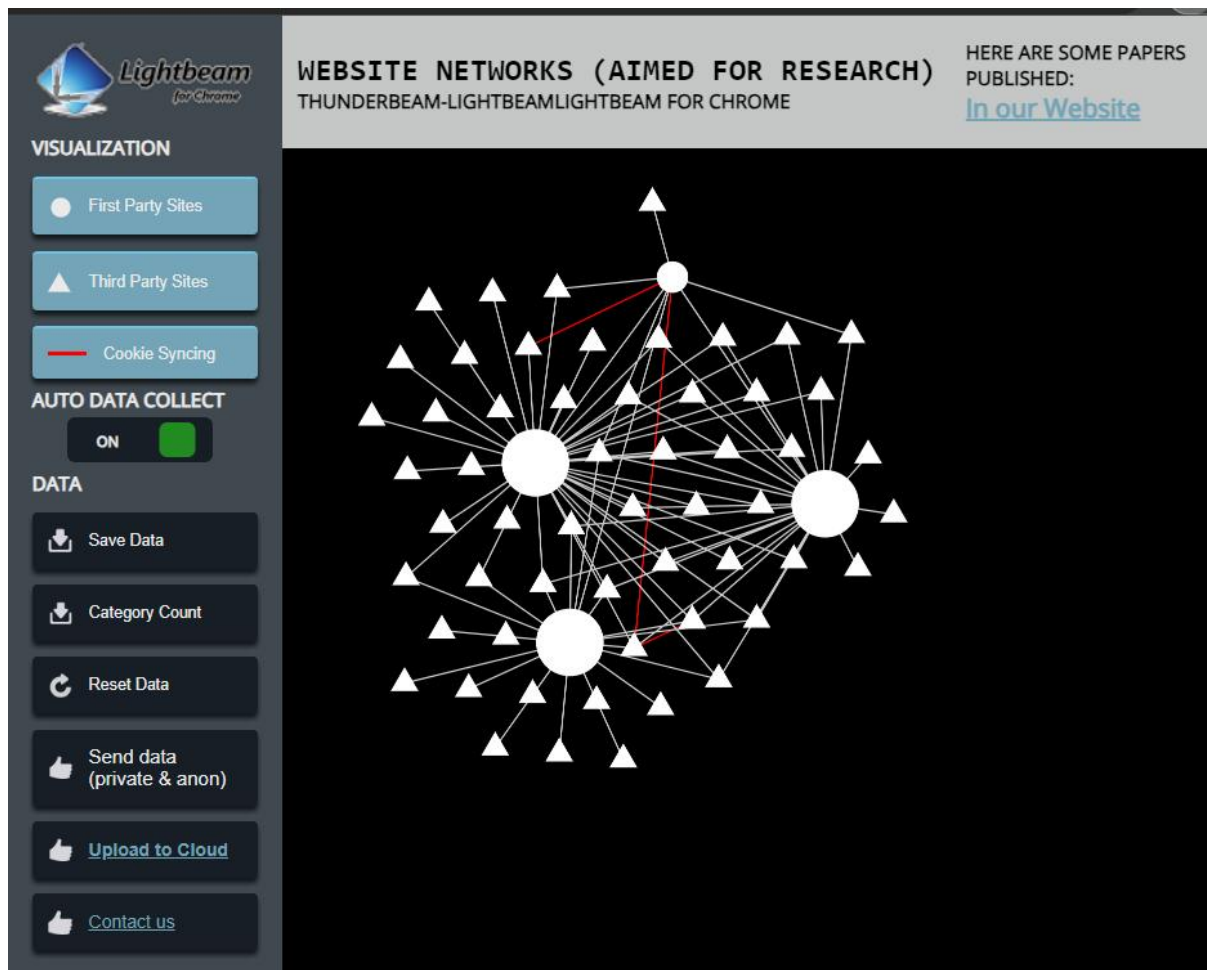 Lightbeam
(for Chrome)
WEBSITE NETWORKS (AIMED FOR RESEARCH)
THUNDERBEAM-LIGHTBEAMLIGHTBEAM FOR CHROME
HERE ARE SOME PAPERS
PUBLISHED:
In our Website
VISUALIZATION
First Party Sites
Third Party Sites
Cookie Syncing
AUTO DATA COLLECT
ON
DATA
Save Data
Category Count
Reset Data
Send data
(private & anon)
Upload to Cloud
Contact us